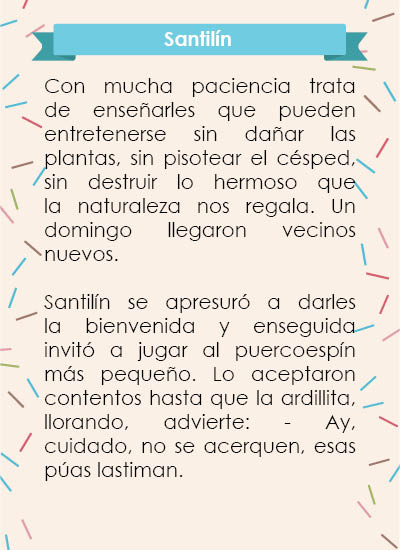 Santilín
Con mucha paciencia trata
de enseñarles que pueden
entretenerse sin dañar las
plantas, sin pisotear el césped,
sin destruir lo hermoso que
la naturaleza nos regala. Un
domingo llegaron vecinos
nuevos.
Santilín se apresuró a darles
la bienvenida y enseguida
invitó a jugar al puercoespín
más pequeño. Lo aceptaron
contentos hasta que la ardillita,
llorando, advierte: - Ay,
cuidado, no se acerquen, esas
púas lastiman.